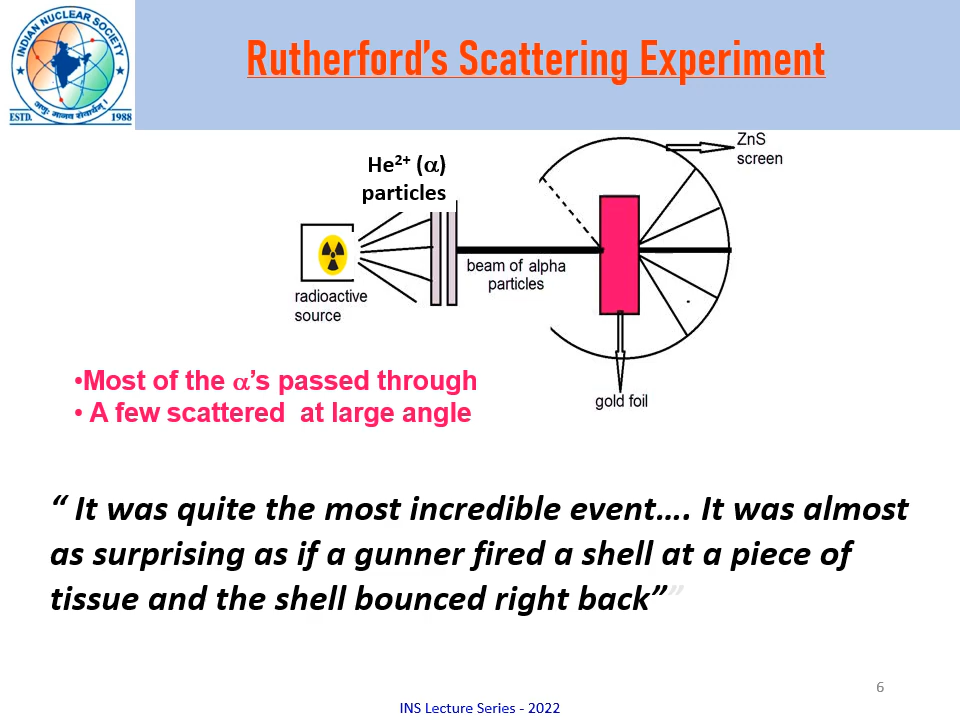 INDIAN NUCLEAR SOCIETY
अणुः मानव सेवार्थम् ।
ESTD. 1988
Rutherford's Scattering Experiment
He²⁺ (α)
particles
ZnS
screen
beam of alpha
particles
radioactive
source
gold foil
•Most of the α's passed through
• A few scattered at large angle
“ It was quite the most incredible event…. It was almost
as surprising as if a gunner fired a shell at a piece of
tissue and the shell bounced right back””
6
INS Lecture Series - 2022